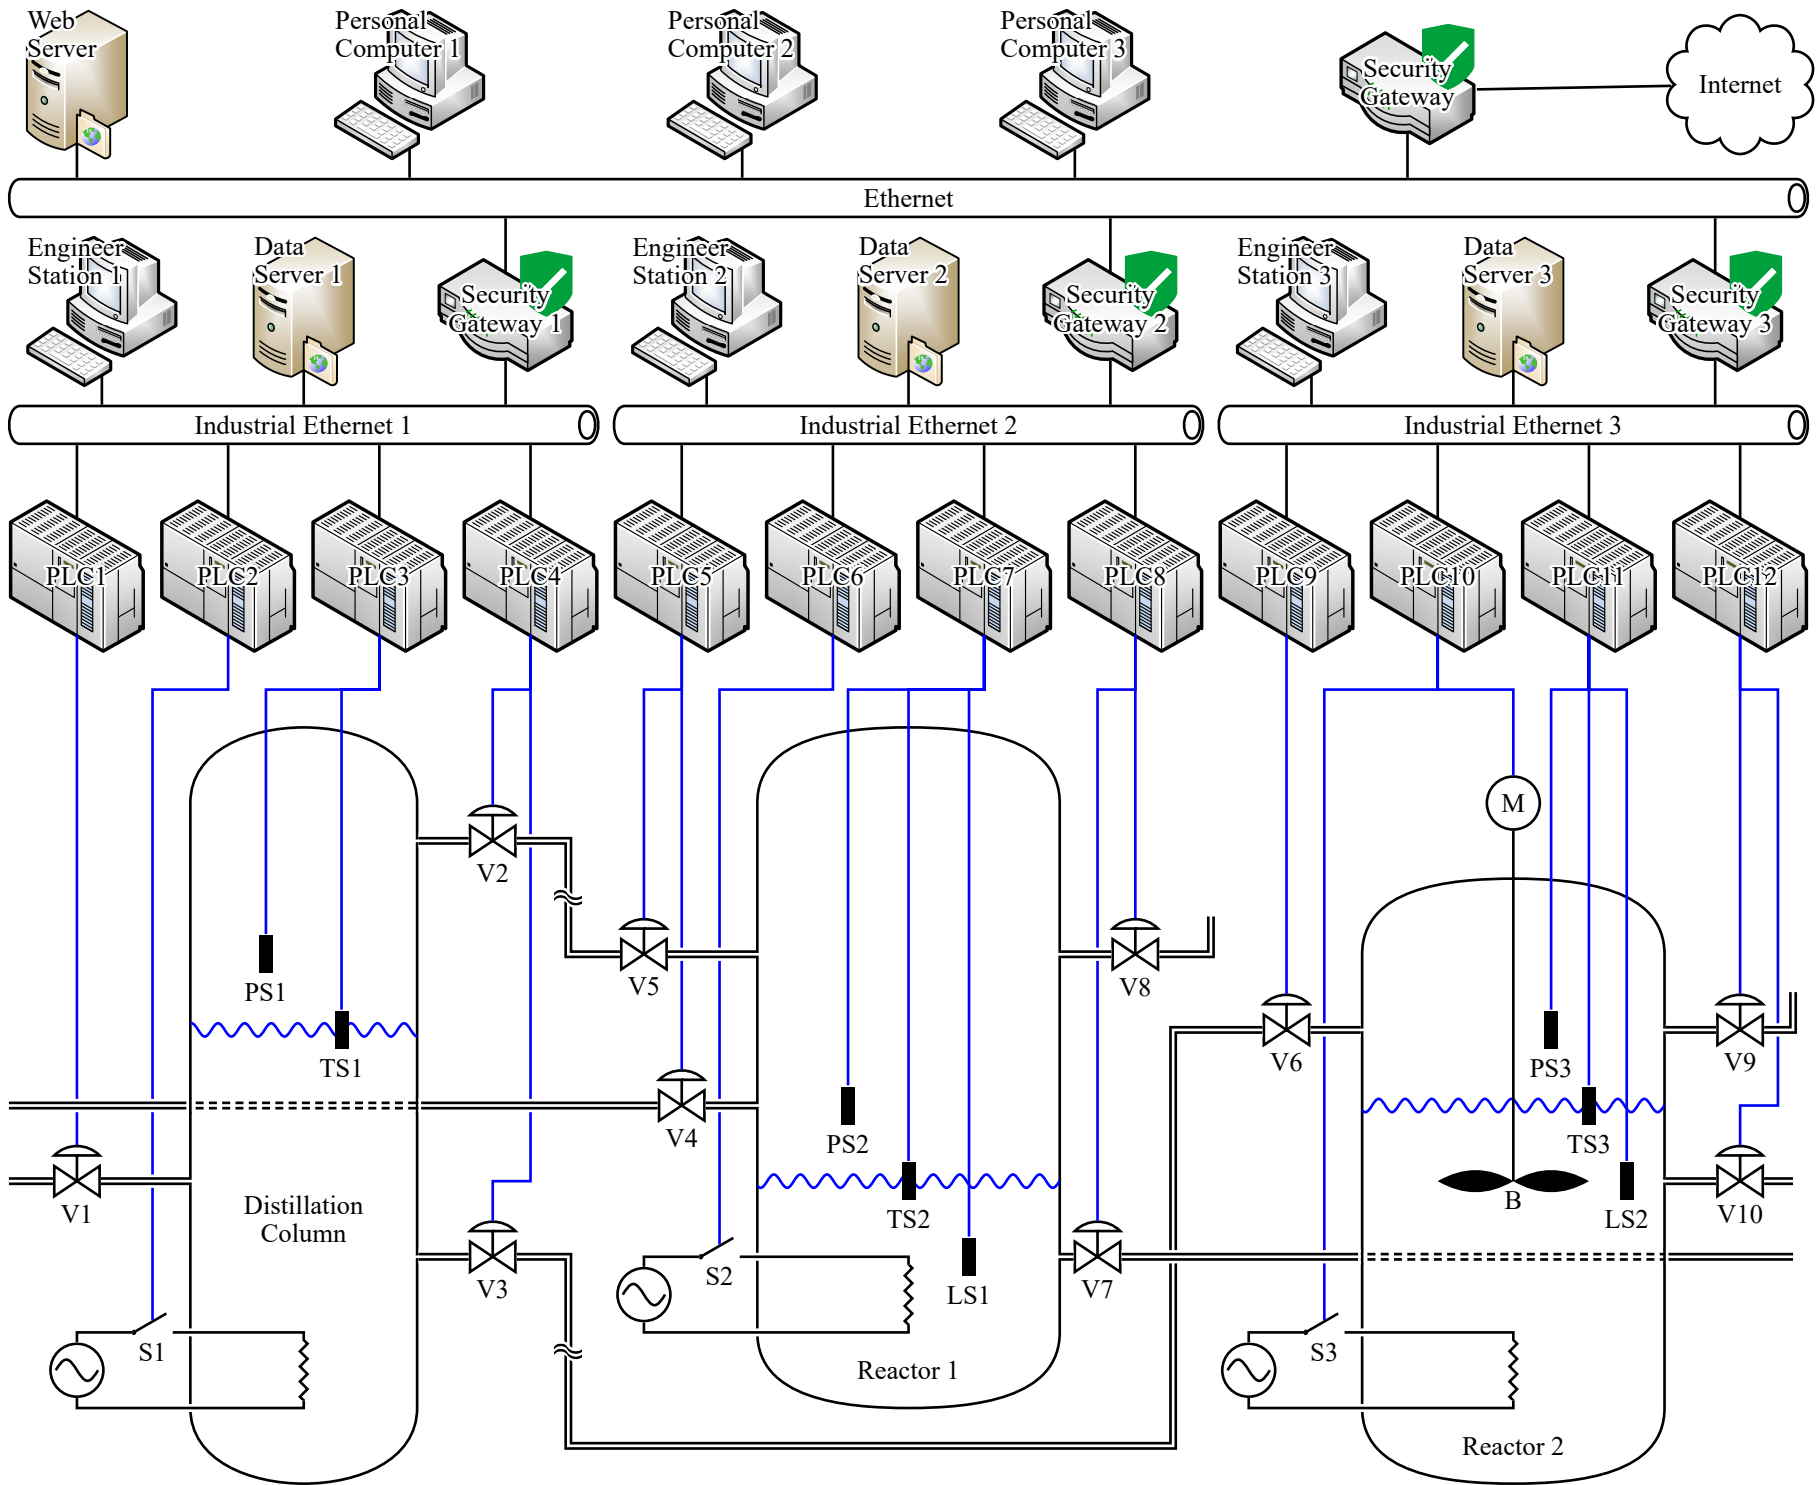 Web
Server
Personal
Computer 1
Personal
Computer 2
Personal
Computer 3
Security
Gateway
Internet
Ethernet
Engineer
Station 1
Data
Server 1
Security
Gateway 1
Engineer
Station 2
Data
Server 2
Security
Gateway 2
Engineer
Station 3
Data
Server 3
Security
Gateway 3
Industrial Ethernet 1
Industrial Ethernet 2
Industrial Ethernet 3
PLC1
PLC2
PLC3
PLC4
PLC5
PLC6
PLC7
PLC8
PLC9
PLC10
PLC11
PLC12
M
V2
PS1
V5
V8
TS1
V6
PS3
V9
V4
PS2
TS3
V1
Distillation
Column
TS2
B
LS2
V10
V3
S2
LS1
V7
S1
S3
Reactor 1
Reactor 2